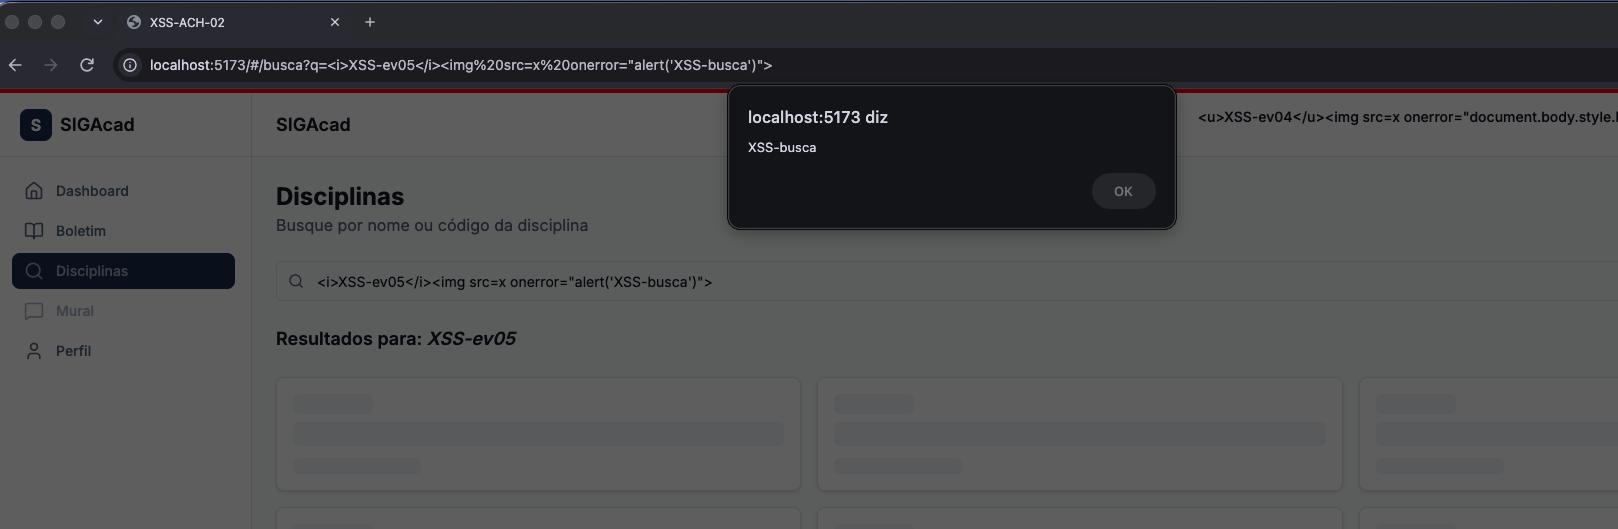 XSS-ACH-02
localhost:5173/#/busca?q=<i>XSS-ev05</i><img%20src=x%20onerror="alert('XSS-busca')">
localhost:5173 diz
XSS-busca
OK
S SIGAcad
SIGAcad
<u>XSS-ev04</u><img src=x onerror="document.body.style.
Dashboard
Boletim
Disciplinas
Mural
Perfil
Disciplinas
Busque por nome ou código da disciplina
<i>XSS-ev05</i><img src=x onerror="alert('XSS-busca')">
Resultados para: XSS-ev05